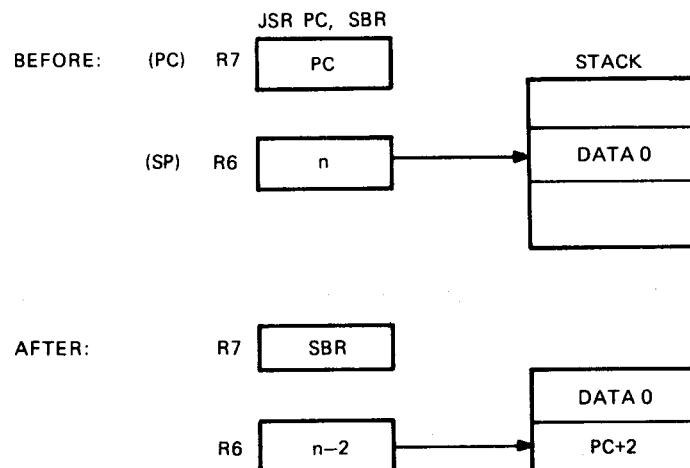 JSR PC, SBR
BEFORE: (PC) R7 PC
STACK
(SP) R6 n
DATA 0
AFTER: R7 SBR
DATA 0
R6 n−2
PC+2